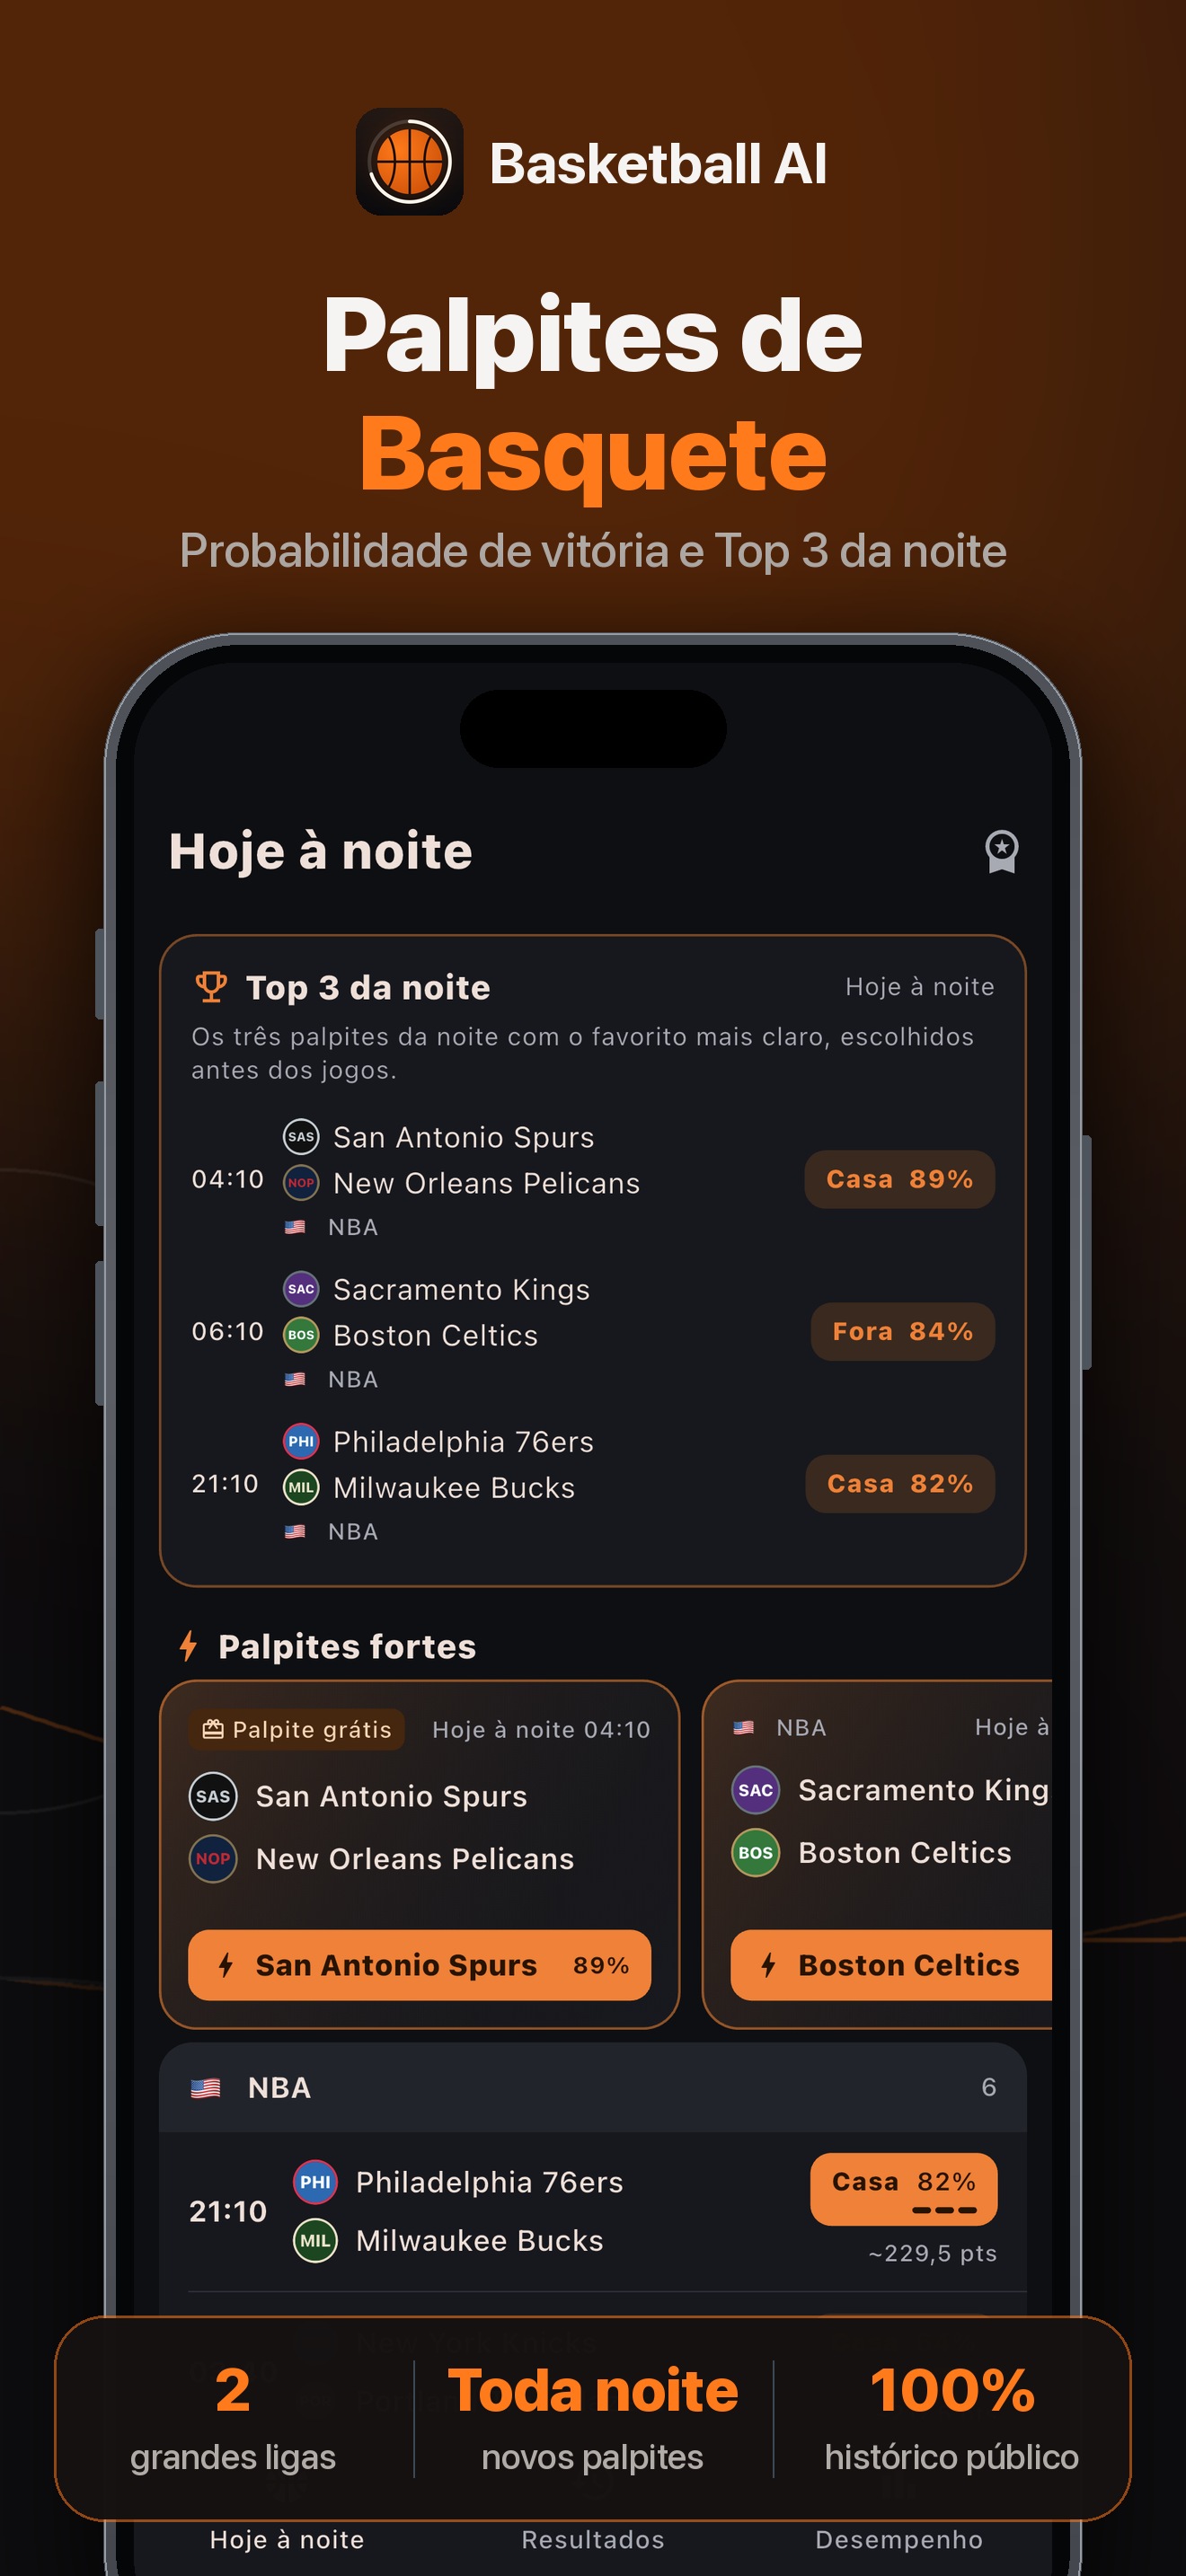 Basketball AI
Palpites de
Basquete
Probabilidade de vitória e Top 3 da noite
Hoje à noite
Top 3 da noite
Hoje à noite
Os três palpites da noite com o favorito mais claro, escolhidos
antes dos jogos.
SAS San Antonio Spurs
04:10
NOP New Orleans Pelicans
Casa 89%
NBA
SAC Sacramento Kings
06:10
BOS Boston Celtics
Fora 84%
NBA
PHI Philadelphia 76ers
21:10
MIL Milwaukee Bucks
Casa 82%
NBA
Palpites fortes
Palpite grátis
Hoje à noite 04:10
SAS San Antonio Spurs
NOP New Orleans Pelicans
San Antonio Spurs 89%
NBA
Hoje à
SAC Sacramento King
BOS Boston Celtics
Boston Celtics
NBA
6
PHI Philadelphia 76ers
21:10
MIL Milwaukee Bucks
Casa 82%
~229,5 pts
New York Knicks
2
grandes ligas
Toda noite
novos palpites
100%
histórico público
Hoje à noite
Resultados
Desempenho